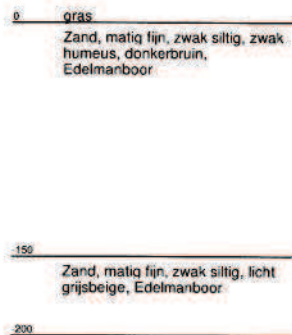 0 gras
Zand, matig fijn, zwak siltig, zwak
humeus, donkerbruin,
Edelmanboor
-150
Zand, matig fijn, zwak siltig, licht
grijsbeige, Edelmanboor
-200